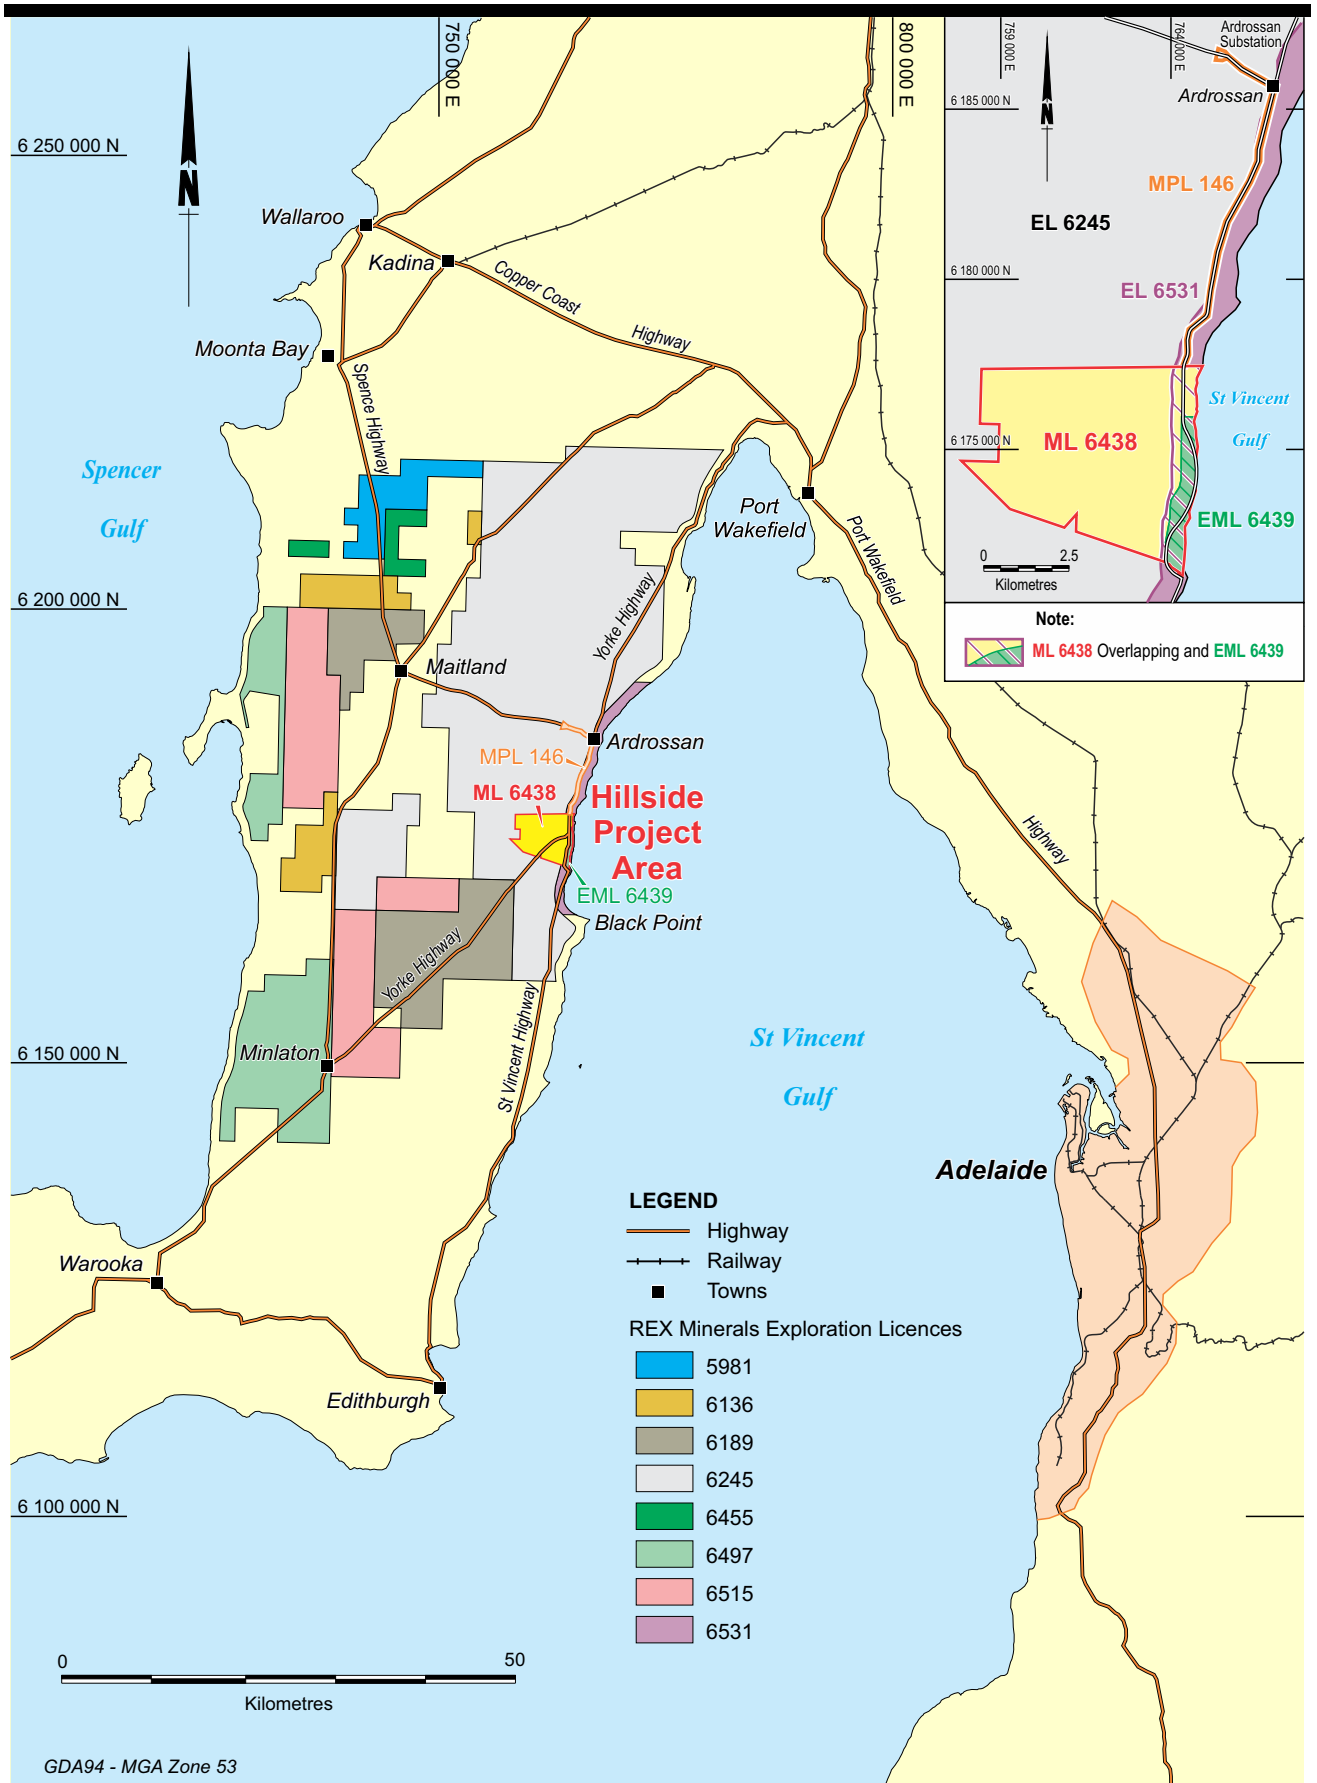 750 000 E
800 000 E
6 250 000 N
N
Wallaroo
Kadina
Copper Coast
Highway
Moonta Bay
Spence Highway
Spencer
Gulf
Port
Wakefield
Port Wakefield
Highway
6 200 000 N
Yorke Highway
Maitland
Ardrossan
MPL 146
ML 6438
Hillside
Project
Area
EML 6439
Black Point
Yorke Highway
St Vincent Highway
St Vincent
Gulf
6 150 000 N
Minlaton
Adelaide
Warooka
Edithburgh
6 100 000 N
759 000 E
764 000 E
Ardrossan
Substation
Ardrossan
6 185 000 N
N
MPL 146
EL 6245
6 180 000 N
EL 6531
St Vincent
Gulf
6 175 000 N
ML 6438
EML 6439
0 2.5
Kilometres
Note:
ML 6438 Overlapping and EML 6439
LEGEND
Highway
Railway
Towns
REX Minerals Exploration Licences
5981
6136
6189
6245
6455
6497
6515
6531
0 50
Kilometres
GDA94 - MGA Zone 53